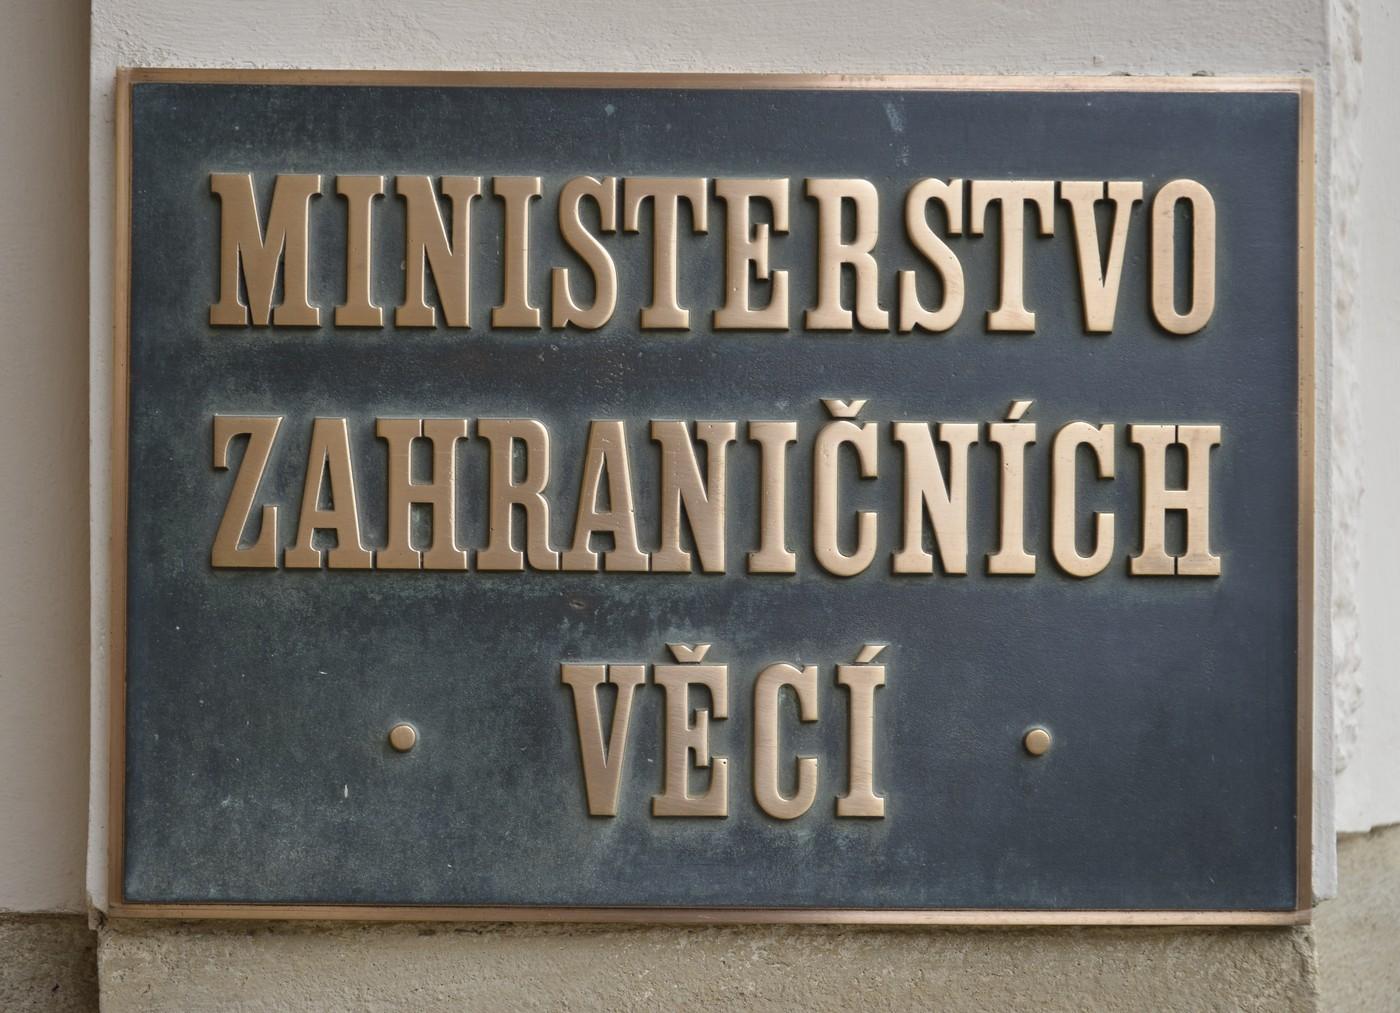 MINISTERSTVO
ZAHRANIČNÍCH
VĚCÍ